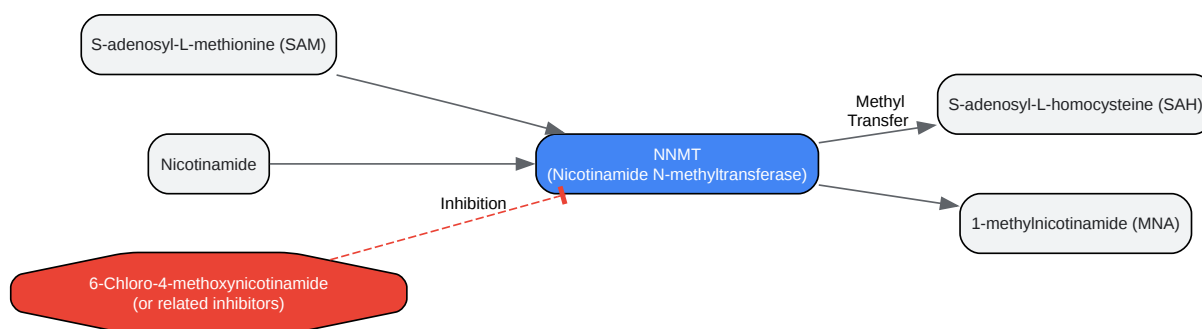 S-adenosyl-L-methionine (SAM)
Methyl
Transfer
S-adenosyl-L-homocysteine (SAH)
Nicotinamide
NNMT
(Nicotinamide N-methyltransferase)
Inhibition
1-methylnicotinamide (MNA)
6-Chloro-4-methoxynicotinamide
(or related inhibitors)